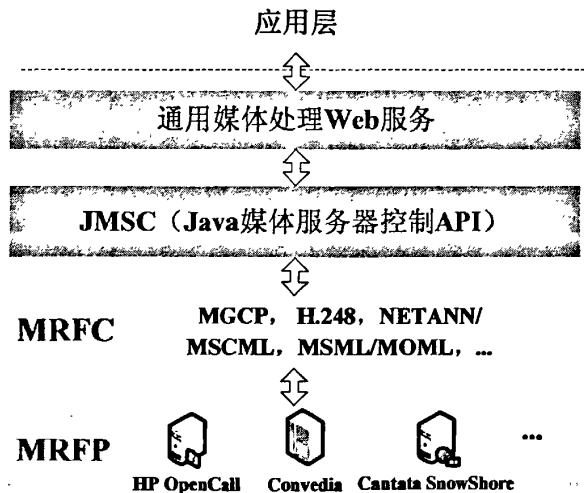 应用层
通用媒体处理Web服务
JMSC（Java媒体服务器控制API）
MRFC
MGCP，H.248，NETANN/
MSCML，MSML/MOML，...
MRFP
...
HP OpenCall Convedia Cantata SnowShore